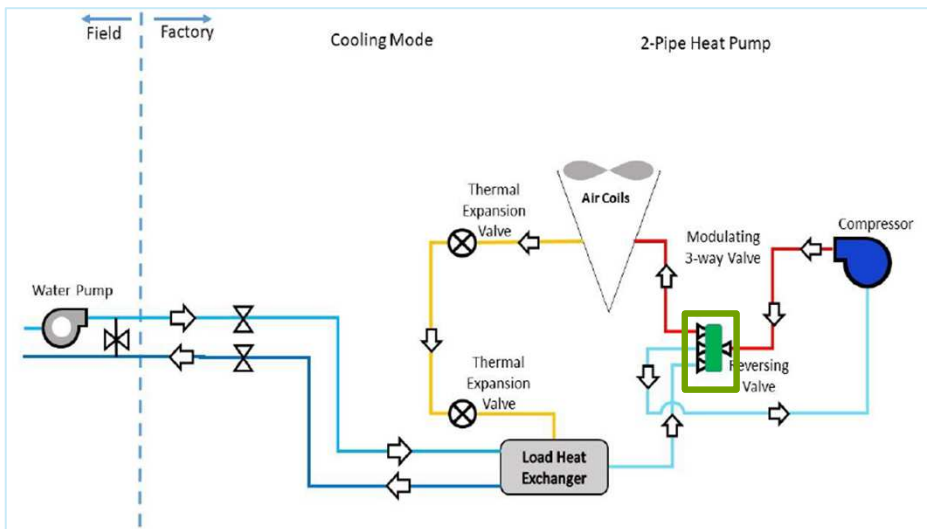 Field
Factory
Cooling Mode
2-Pipe Heat Pump
Air Coils
Thermal
Expansion
Valve
Modulating
3-way Valve
Compressor
Water Pump
Reversing
Valve
Thermal
Expansion
Valve
Load Heat
Exchanger